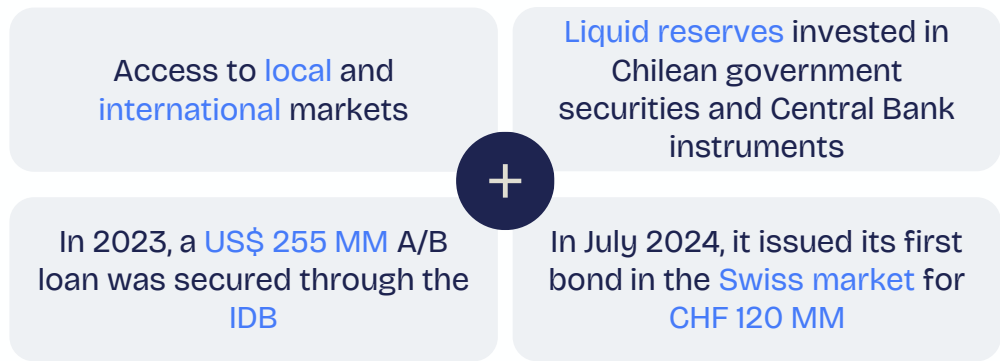 Access to local and
international markets
Liquid reserves invested in
Chilean government
securities and Central Bank
instruments
+
In 2023, a US$ 255 MM A/B
loan was secured through the
IDB
In July 2024, it issued its first
bond in the Swiss market for
CHF 120 MM